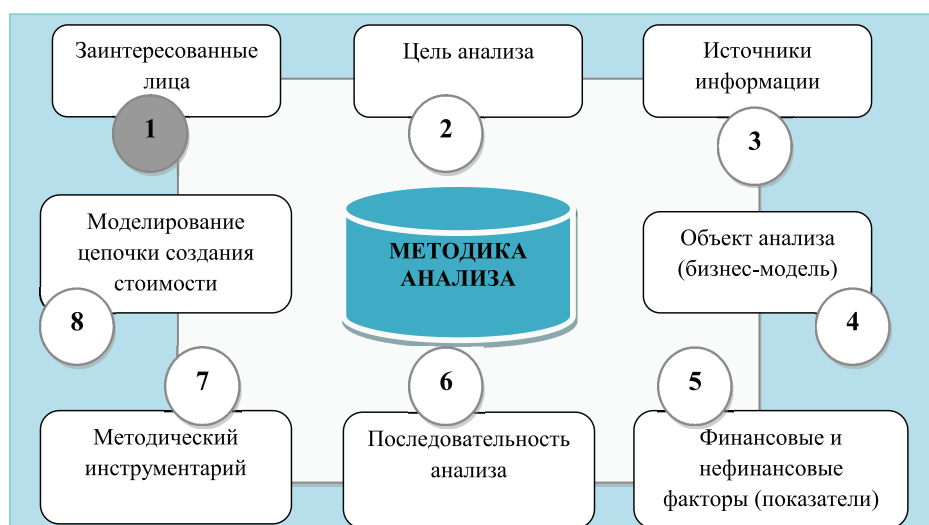 Заинтересованные
лица
1
Цель анализа
2
Источники
информации
3
Моделирование
цепочки создания
стоимости
8
МЕТОДИКА
АНАЛИЗА
Объект анализа
(бизнес-модель)
4
7
Методический
инструментарий
6
Последовательность
анализа
5
Финансовые и
нефинансовые
факторы (показатели)